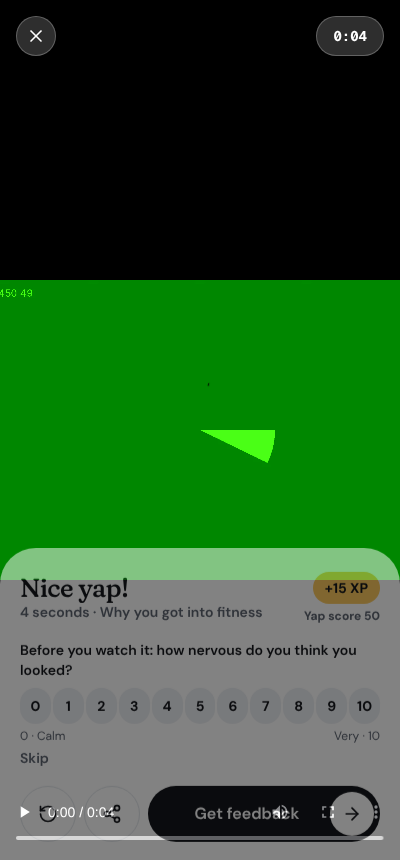 0:04
450 49
Nice yap!
+15 XP
4 seconds · Why you got into fitness
Yap score 50
Before you watch it: how nervous do you think you
looked?
0 1 2 3 4 5 6 7 8 9 10
0 · Calm
Very · 10
Skip
0:00 / 0:04
Get feedback